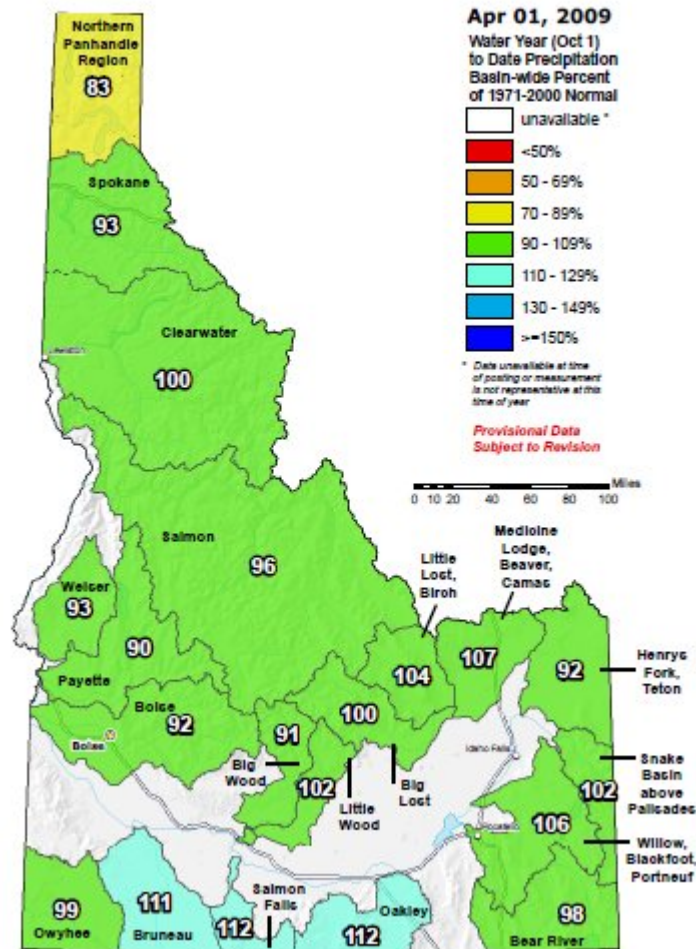 Northern
Panhandle
Region
83
Spokane
93
Clearwater
100
Lewiston
Salmon
96
Weiser
93
90
Payette
Boise
92
Boise
91
Big
Wood
102
Little
Wood
100
Big
Lost
Little
Lost,
Birch
104
Medicine
Lodge,
Beaver,
Camas
107
92
Henrys
Fork,
Teton
Idaho Falls
102
Snake
Basin
above
Palisades
Pocatello
106
Willow,
Blackfoot,
Portneuf
99
Owyhee
111
Bruneau
Salmon
Falls
112
Oakley
112
98
Bear River
Apr 01, 2009
Water Year (Oct 1)
to Date Precipitation
Basin-wide Percent
of 1971-2000 Normal
unavailable *
<50%
50 - 69%
70 - 89%
90 - 109%
110 - 129%
130 - 149%
>=150%
* Data unavailable at time
of posting or measurement
is not representative at this
time of year
Provisional Data
Subject to Revision
Miles
0 10 20 40 60 80 100